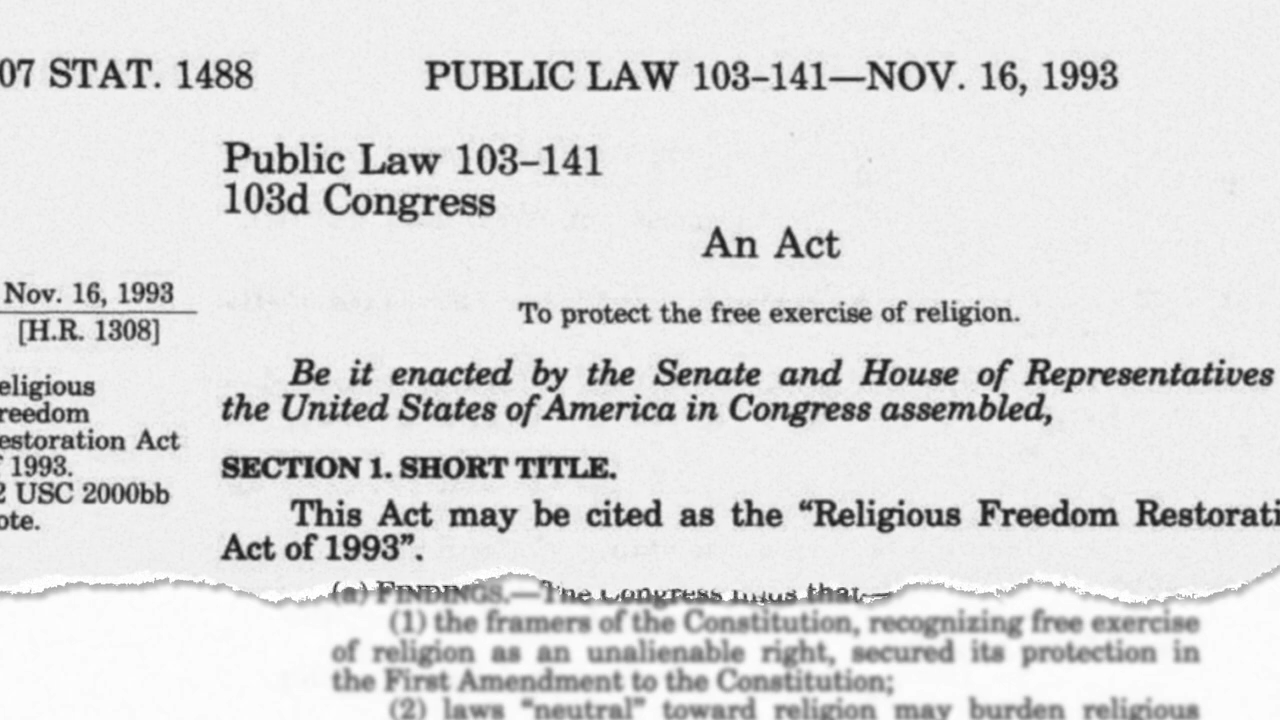 07 STAT. 1488 PUBLIC LAW 103–141—NOV. 16, 1993
Public Law 103–141
103d Congress
An Act
Nov. 16, 1993
[H.R. 1308]
To protect the free exercise of religion.
eligious
reedom
estoration Act
f 1993.
2 USC 2000bb
ote.
Be it enacted by the Senate and House of Representatives
the United States of America in Congress assembled,
SECTION 1. SHORT TITLE.
This Act may be cited as the “Religious Freedom Restorati
Act of 1993”.
(a) FINDINGS.—The Congress finds that—
(1) the framers of the Constitution, recognizing free exercise
of religion as an unalienable right, secured its protection in
the First Amendment to the Constitution;
(2) laws “neutral” toward religion may burden religious